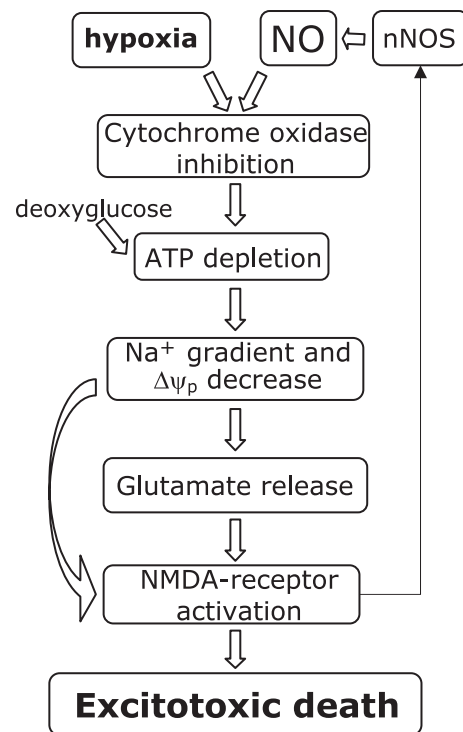 hypoxia
NO
nNOS
Cytochrome oxidase
inhibition
deoxyglucose
ATP depletion
Na⁺ gradient and
Δψₚ decrease
Glutamate release
NMDA-receptor
activation
Excitotoxic death